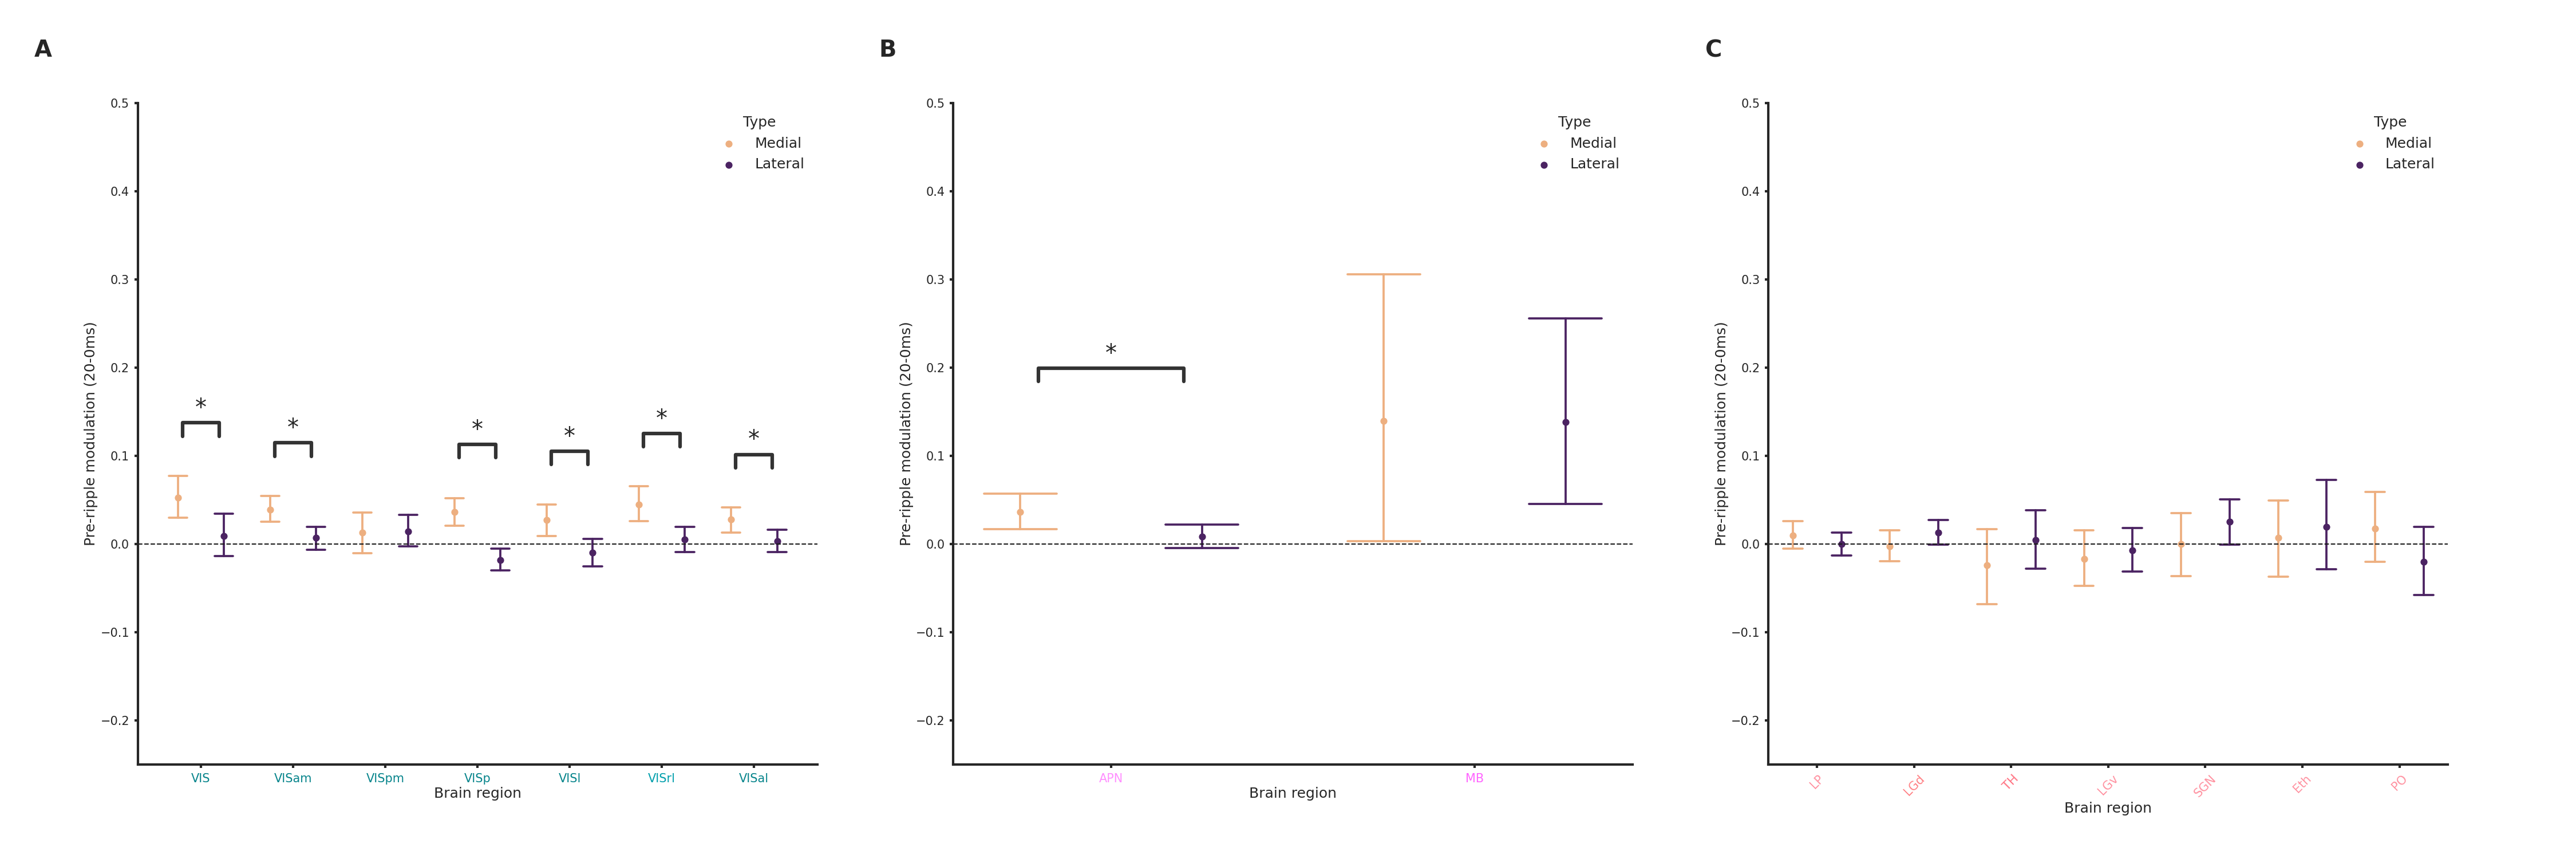 A
0.5
0.4
0.3
0.2
0.1
0.0
−0.1
−0.2
Pre-ripple modulation (20-0ms)
Type
Medial
Lateral
*
*
*
*
*
*
VIS VISam VISpm VISp VISl VISrl VISal
Brain region
B
0.5
0.4
0.3
0.2
0.1
0.0
−0.1
−0.2
Pre-ripple modulation (20-0ms)
Type
Medial
Lateral
*
APN MB
Brain region
C
0.5
0.4
0.3
0.2
0.1
0.0
−0.1
−0.2
Pre-ripple modulation (20-0ms)
Type
Medial
Lateral
LP LGd TH LGv SGN Eth PO
Brain region